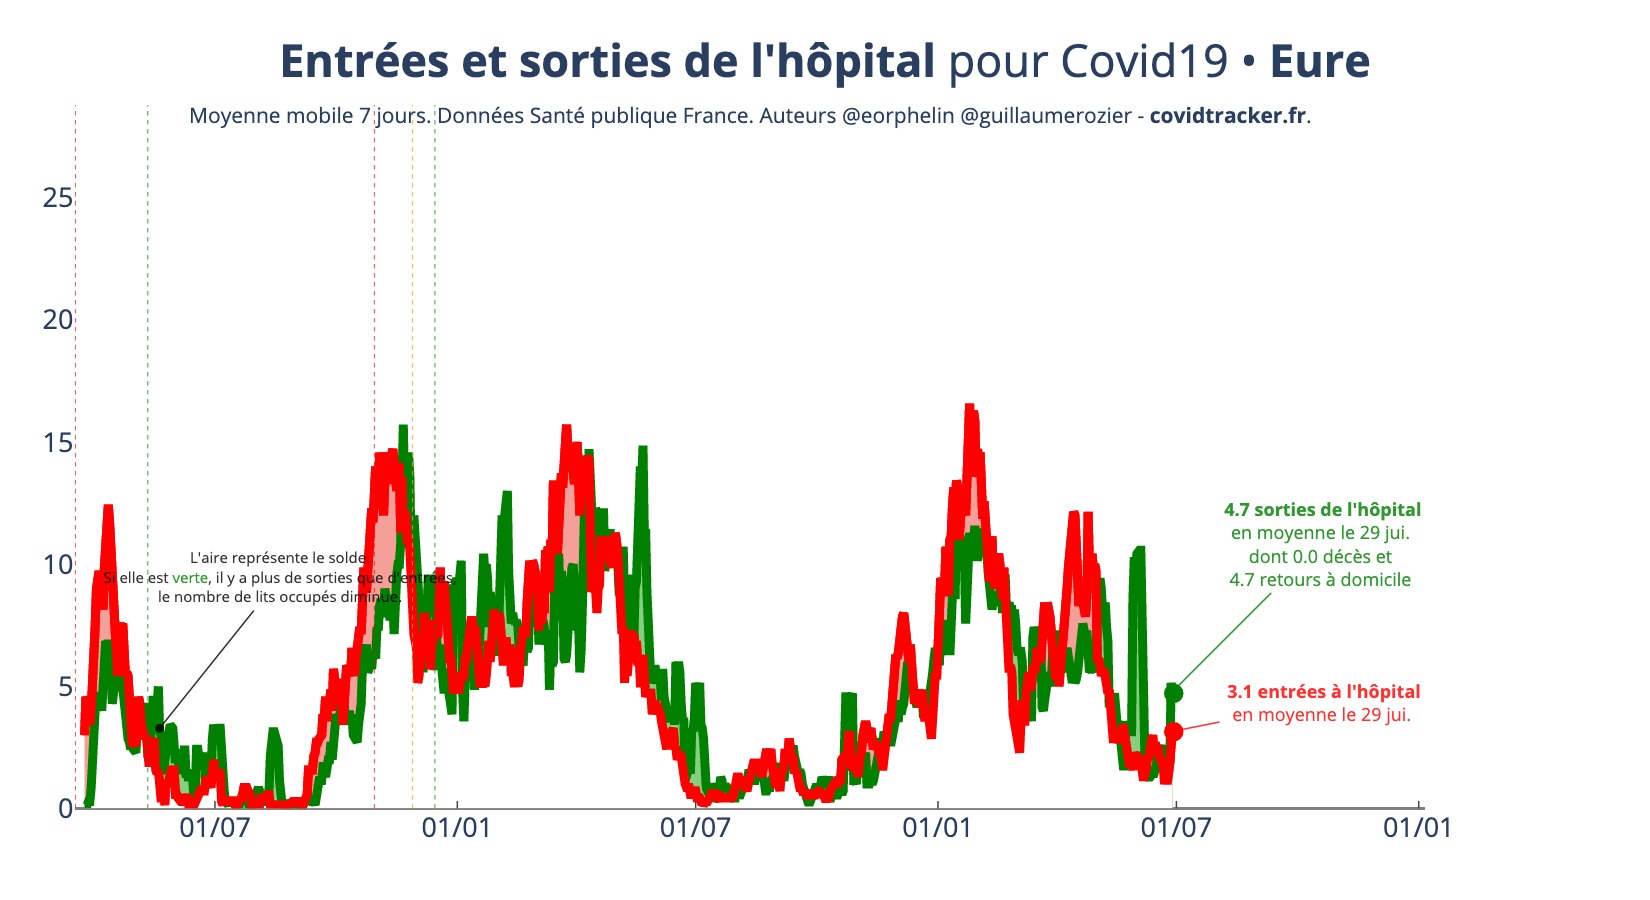 Entrées et sorties de l'hôpital pour Covid19 • Eure
Moyenne mobile 7 jours. Données Santé publique France. Auteurs @eorphelin @guillaumerozier - covidtracker.fr.
25
20
15
10
5
0
L'aire représente le solde.
Si elle est verte, il y a plus de sorties que d'entrées,
le nombre de lits occupés diminue.
4.7 sorties de l'hôpital
en moyenne le 29 jui.
dont 0.0 décès et
4.7 retours à domicile
3.1 entrées à l'hôpital
en moyenne le 29 jui.
01/07
01/01
01/07
01/01
01/07
01/01